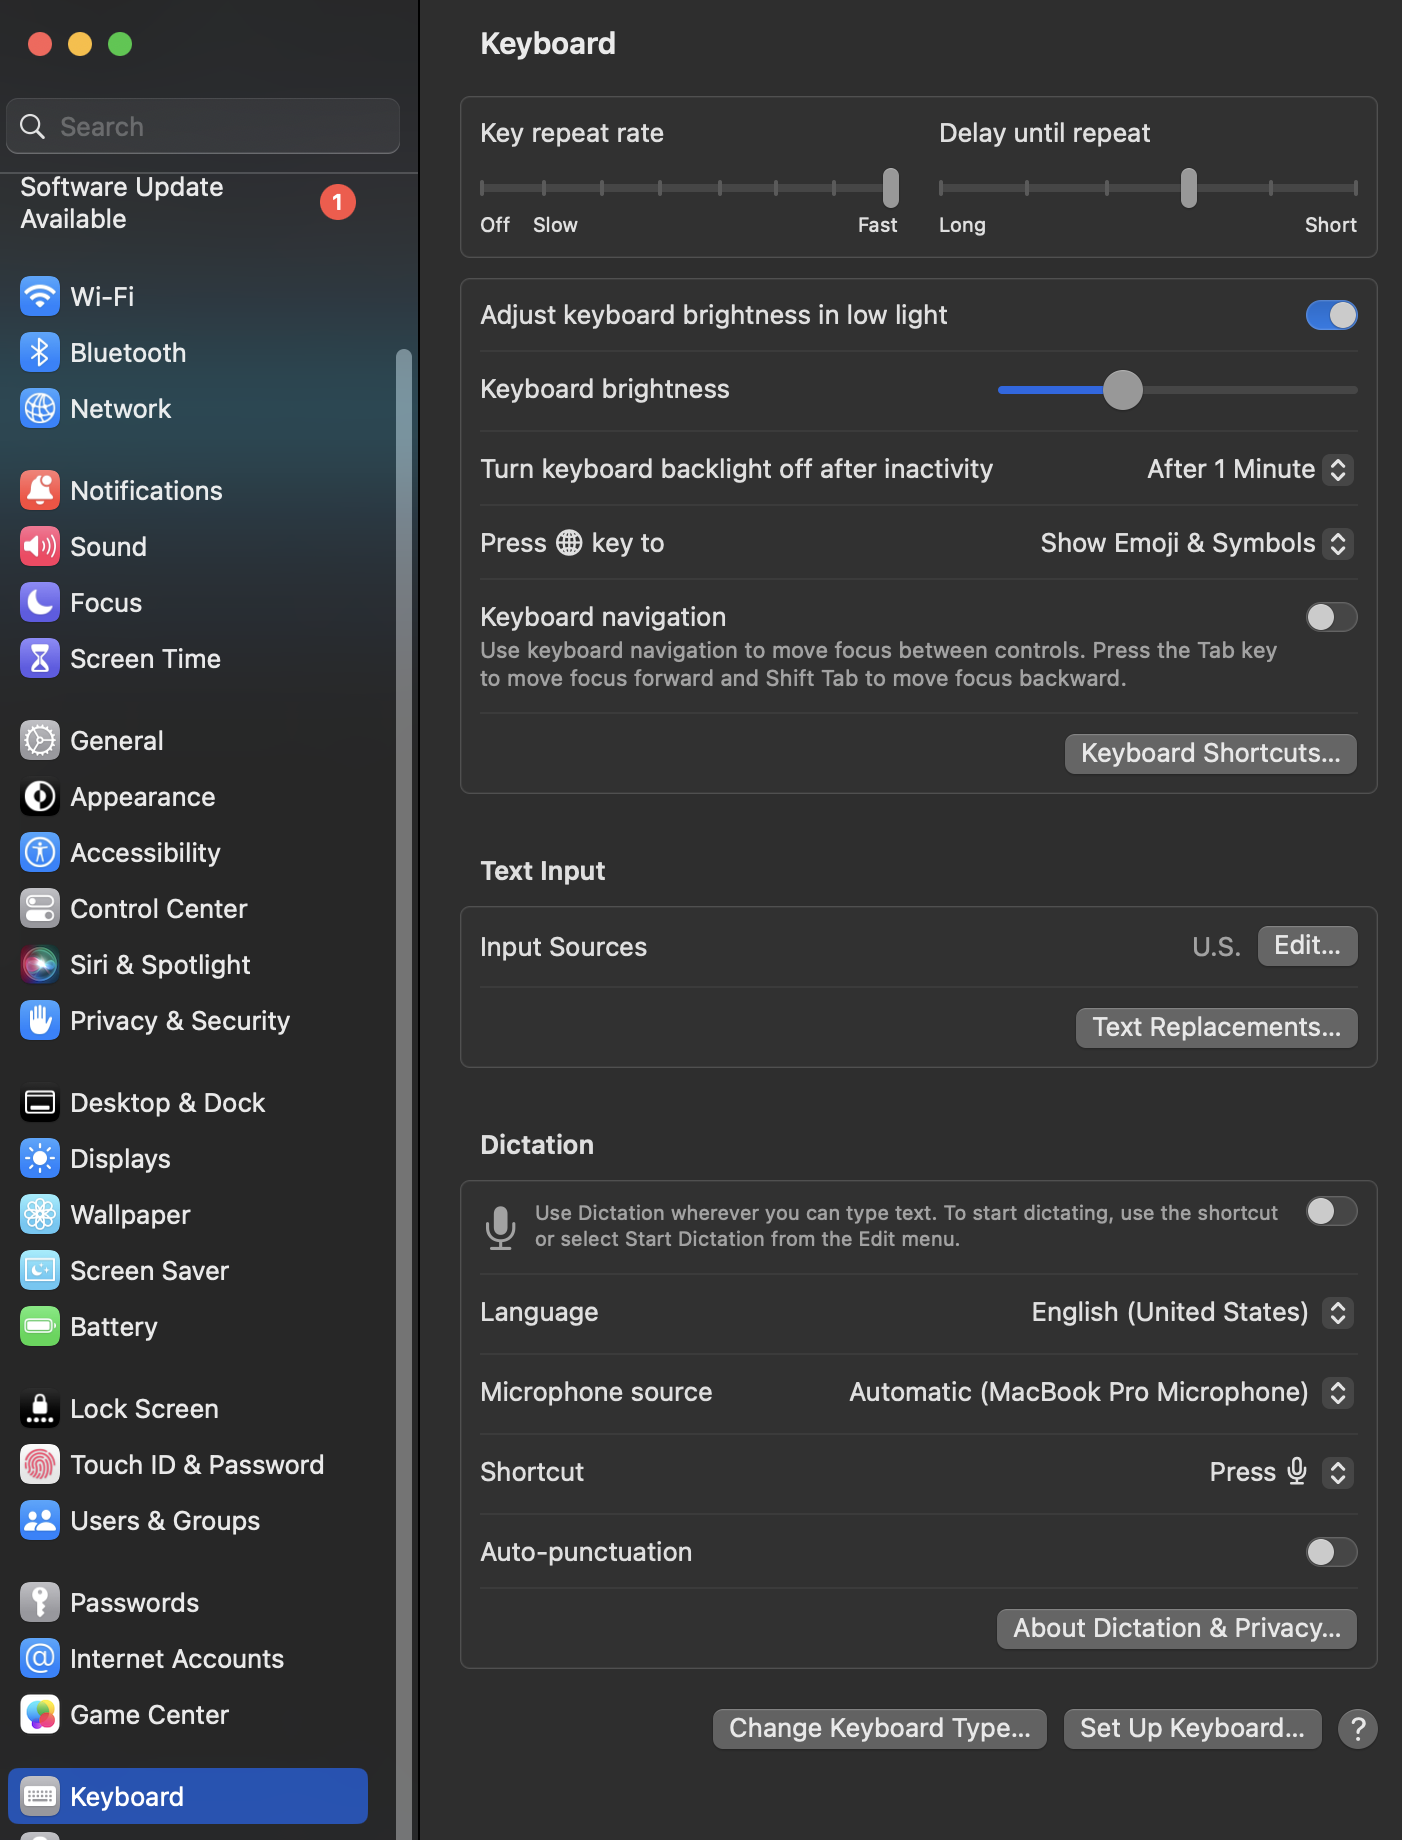 Search
Software Update
Available
1
Wi-Fi
Bluetooth
Network
Notifications
Sound
Focus
Screen Time
General
Appearance
Accessibility
Control Center
Siri & Spotlight
Privacy & Security
Desktop & Dock
Displays
Wallpaper
Screen Saver
Battery
Lock Screen
Touch ID & Password
Users & Groups
Passwords
Internet Accounts
Game Center
Keyboard
Keyboard
Key repeat rate
Off Slow Fast
Delay until repeat
Long Short
Adjust keyboard brightness in low light
Keyboard brightness
Turn keyboard backlight off after inactivity After 1 Minute
Press 🌐 key to Show Emoji & Symbols
Keyboard navigation
Use keyboard navigation to move focus between controls. Press the Tab key
to move focus forward and Shift Tab to move focus backward.
Keyboard Shortcuts...
Text Input
Input Sources U.S. Edit...
Text Replacements...
Dictation
Use Dictation wherever you can type text. To start dictating, use the shortcut
or select Start Dictation from the Edit menu.
Language English (United States)
Microphone source Automatic (MacBook Pro Microphone)
Shortcut Press
Auto-punctuation
About Dictation & Privacy...
Change Keyboard Type... Set Up Keyboard... ?